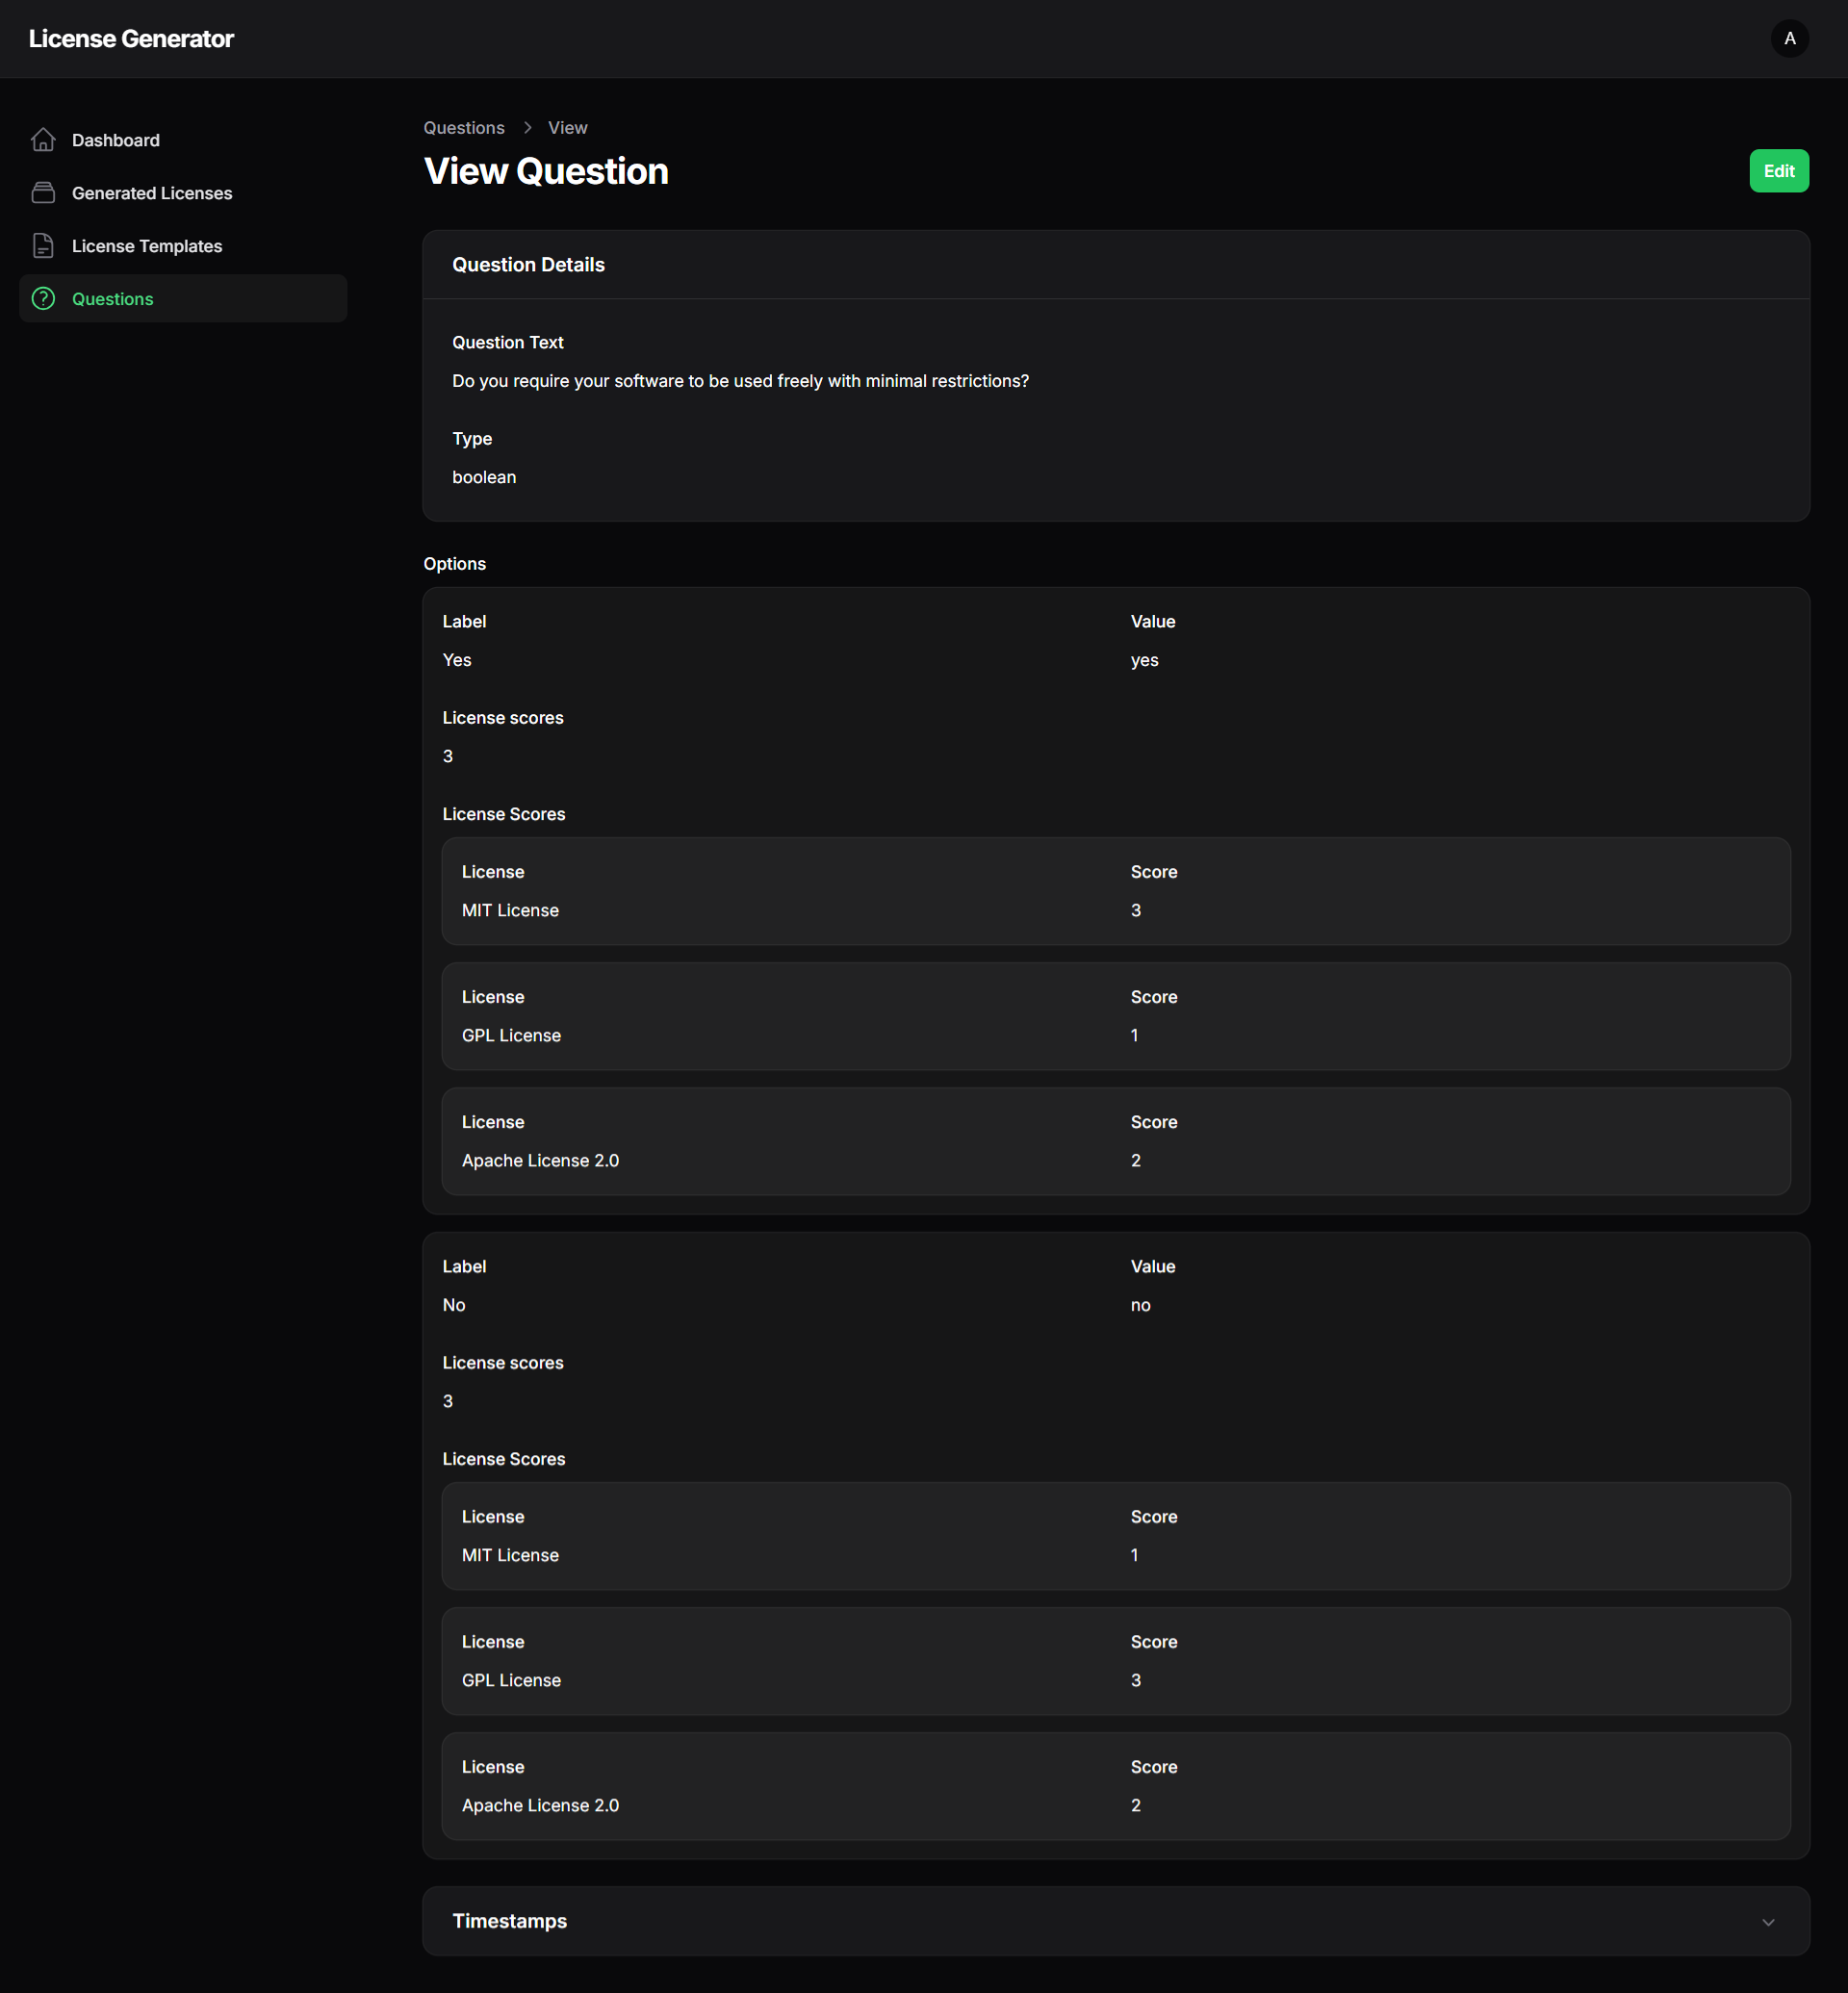 License Generator
A
Dashboard
Generated Licenses
License Templates
Questions
Questions > View
View Question
Edit
Question Details
Question Text
Do you require your software to be used freely with minimal restrictions?
Type
boolean
Options
Label Value
Yes yes
License scores
3
License Scores
License Score
MIT License 3
License Score
GPL License 1
License Score
Apache License 2.0 2
Label Value
No no
License scores
3
License Scores
License Score
MIT License 1
License Score
GPL License 3
License Score
Apache License 2.0 2
Timestamps